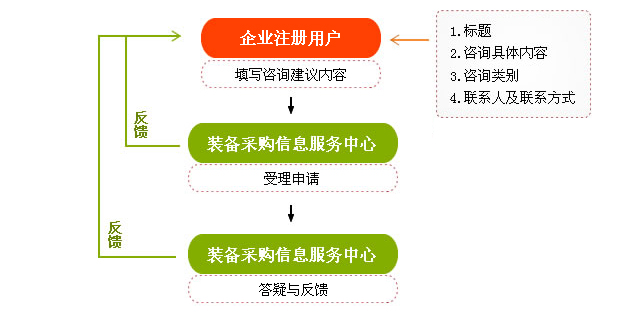 企业注册用户
填写咨询建议内容
1.标题
2.咨询具体内容
3.咨询类别
4.联系人及联系方式
反馈
装备采购信息服务中心
受理申请
反馈
装备采购信息服务中心
答疑与反馈